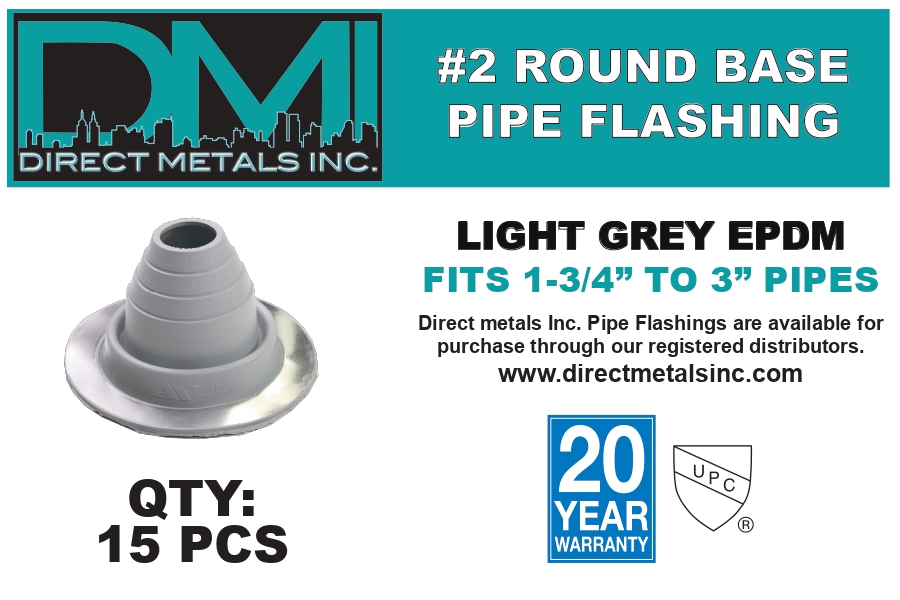 DMI
DIRECT METALS INC.
#2 ROUND BASE
PIPE FLASHING
LIGHT GREY EPDM
FITS 1-3/4” TO 3” PIPES
Direct metals Inc. Pipe Flashings are available for
purchase through our registered distributors.
www.directmetalsinc.com
QTY:
15 PCS
20
YEAR
WARRANTY
UPC
®